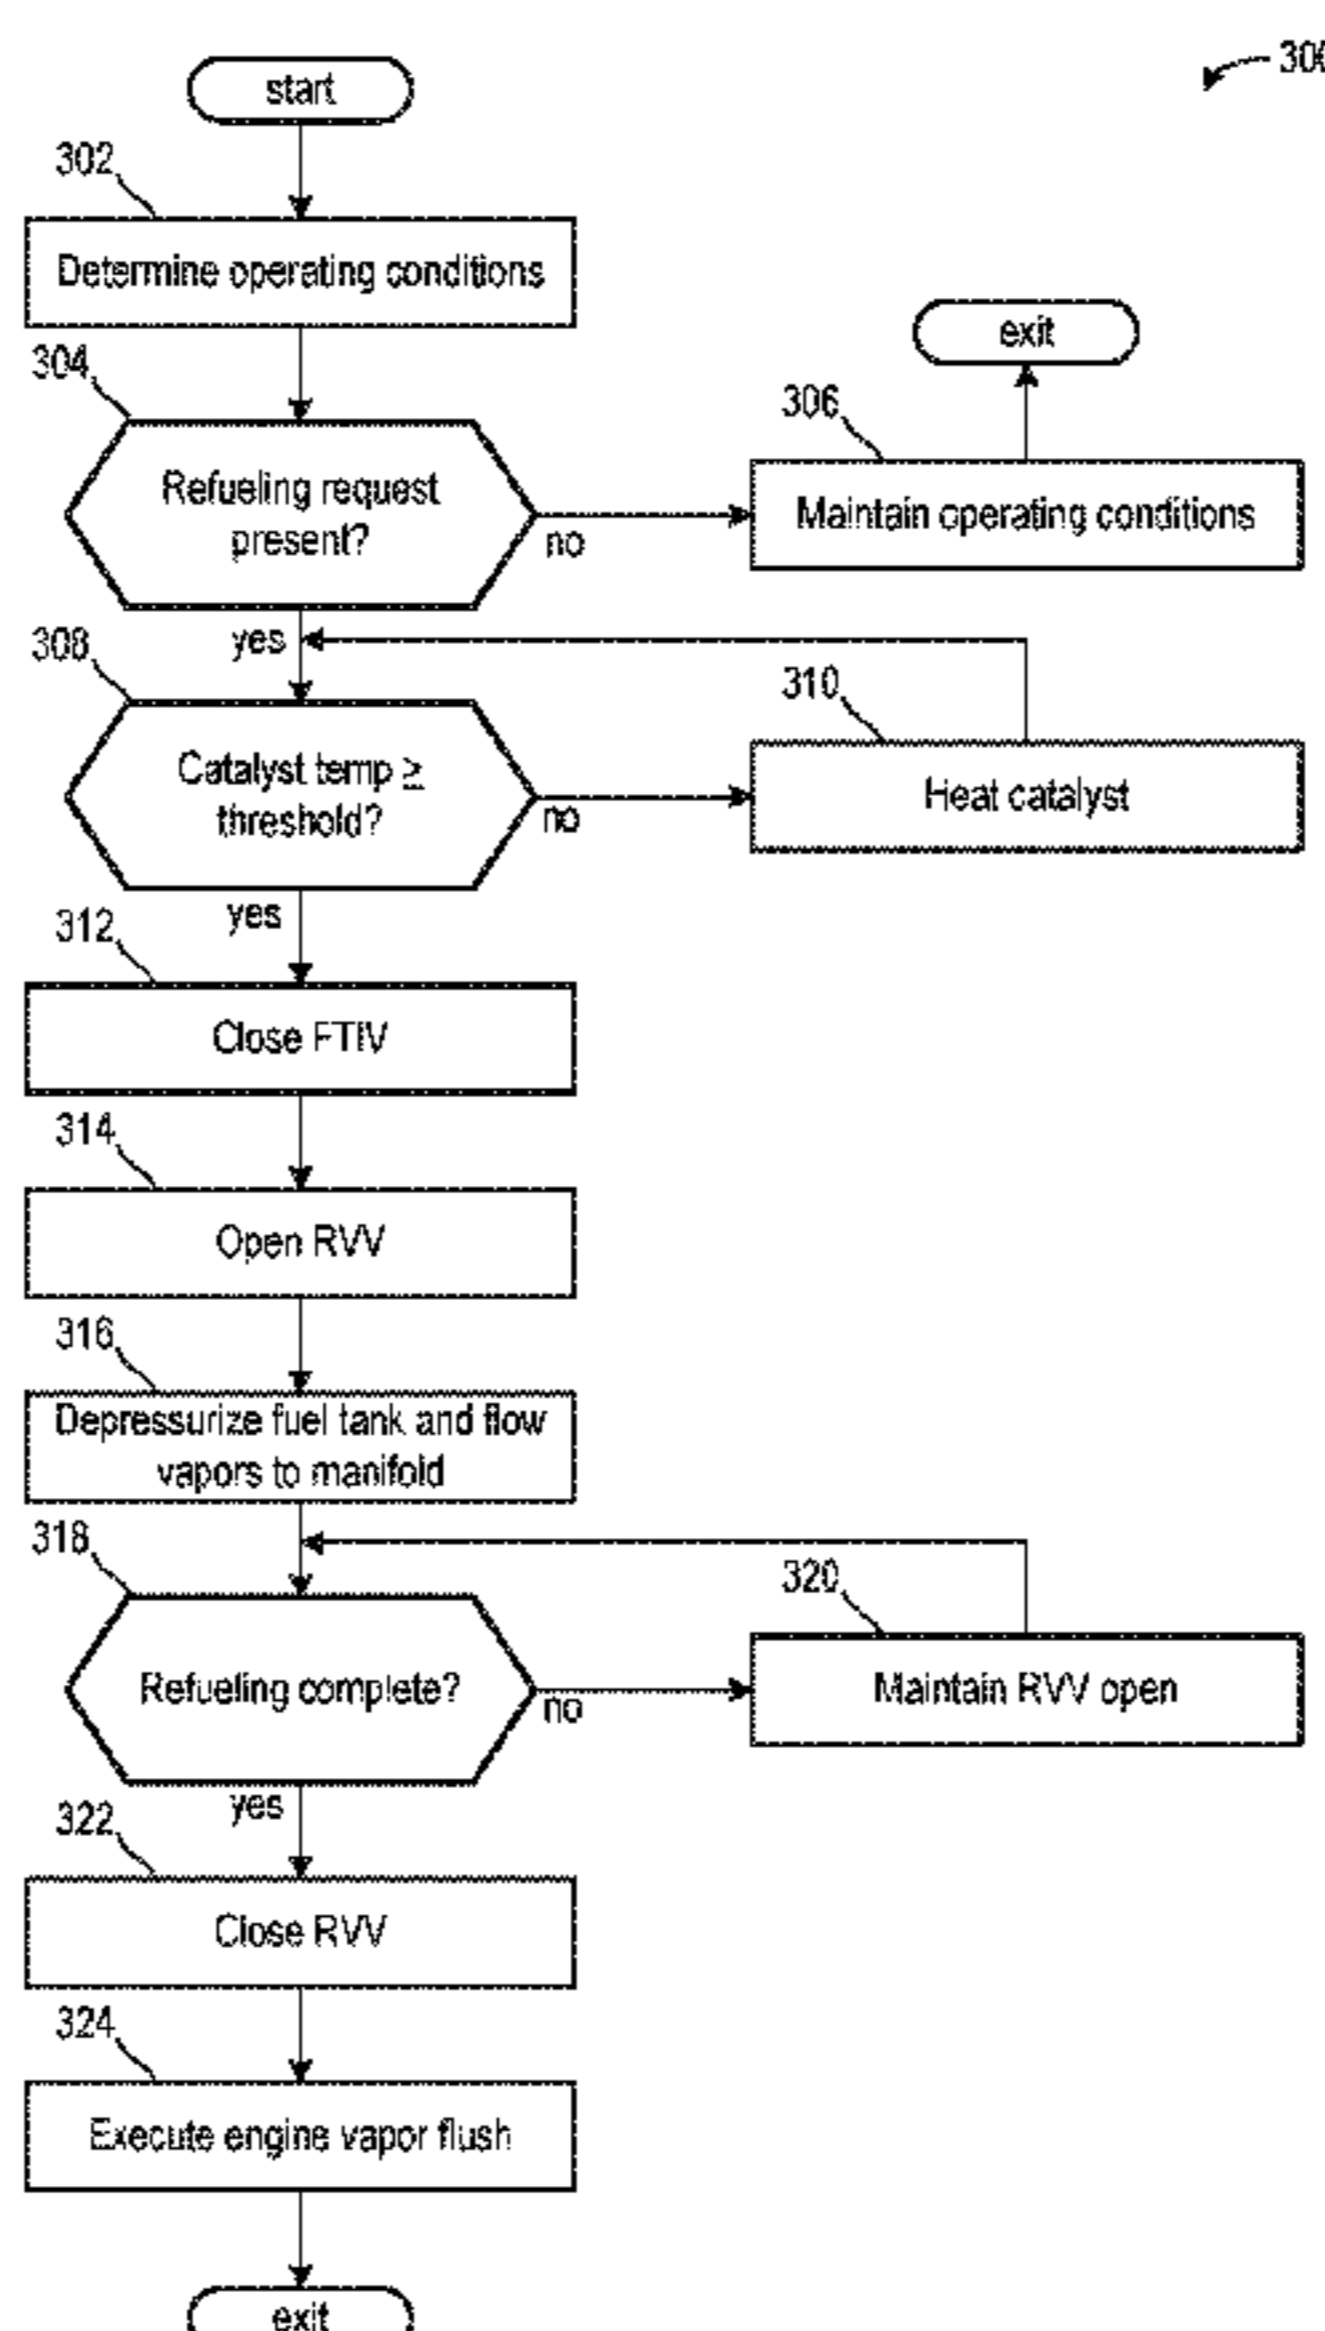 300
start
302
Determine operating conditions
exit
304
306
Refueling request
present?
no
Maintain operating conditions
yes
308
310
Catalyst temp ≥
threshold?
no
Heat catalyst
yes
312
Close FTIV
314
Open RVV
316
Depressurize fuel tank and flow
vapors to manifold
318
320
Refueling complete?
no
Maintain RVV open
yes
322
Close RVV
324
Execute engine vapor flush
exit